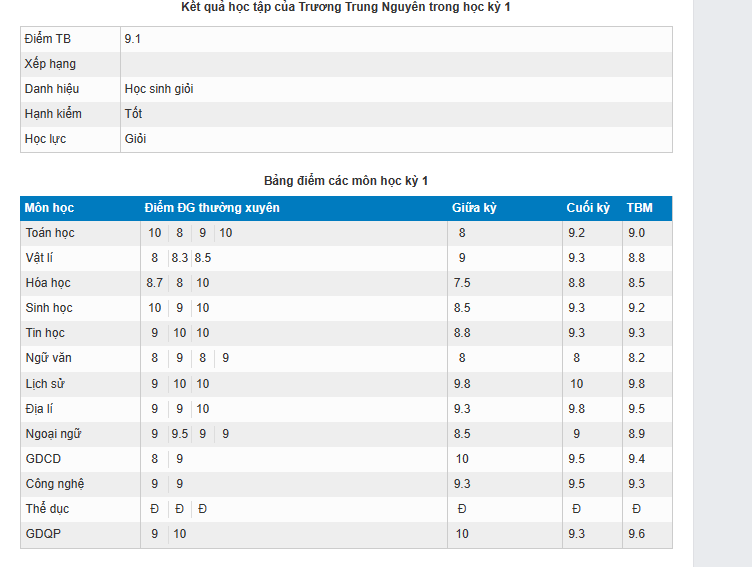 Kết quả học tập của Trương Trung Nguyên trong học kỳ 1
Điểm TB 9.1
Xếp hạng
Danh hiệu Học sinh giỏi
Hạnh kiểm Tốt
Học lực Giỏi
Bảng điểm các môn học kỳ 1
Môn học Điểm ĐG thường xuyên Giữa kỳ Cuối kỳ TBM
Toán học 10 8 9 10 8 9.2 9.0
Vật lí 8 8.3 8.5 9 9.3 8.8
Hóa học 8.7 8 10 7.5 8.8 8.5
Sinh học 10 9 10 8.5 9.3 9.2
Tin học 9 10 10 8.8 9.3 9.3
Ngữ văn 8 9 8 9 8 8 8.2
Lịch sử 9 10 10 9.8 10 9.8
Địa lí 9 9 10 9.3 9.8 9.5
Ngoại ngữ 9 9.5 9 9 8.5 9 8.9
GDCD 8 9 10 9.5 9.4
Công nghệ 9 9 9.3 9.5 9.3
Thể dục Đ Đ Đ Đ Đ Đ
GDQP 9 10 10 9.3 9.6